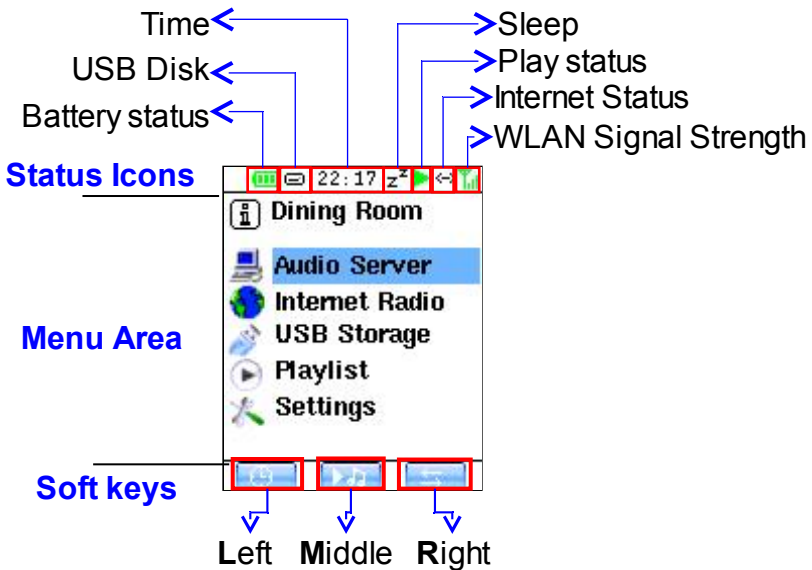 Time
Sleep
USB Disk
Play status
Battery status
Internet Status
WLAN Signal Strength
Status Icons
22:17 zz
Dining Room
Audio Server
Internet Radio
Menu Area
USB Storage
Playlist
Settings
Soft keys
Left Middle Right